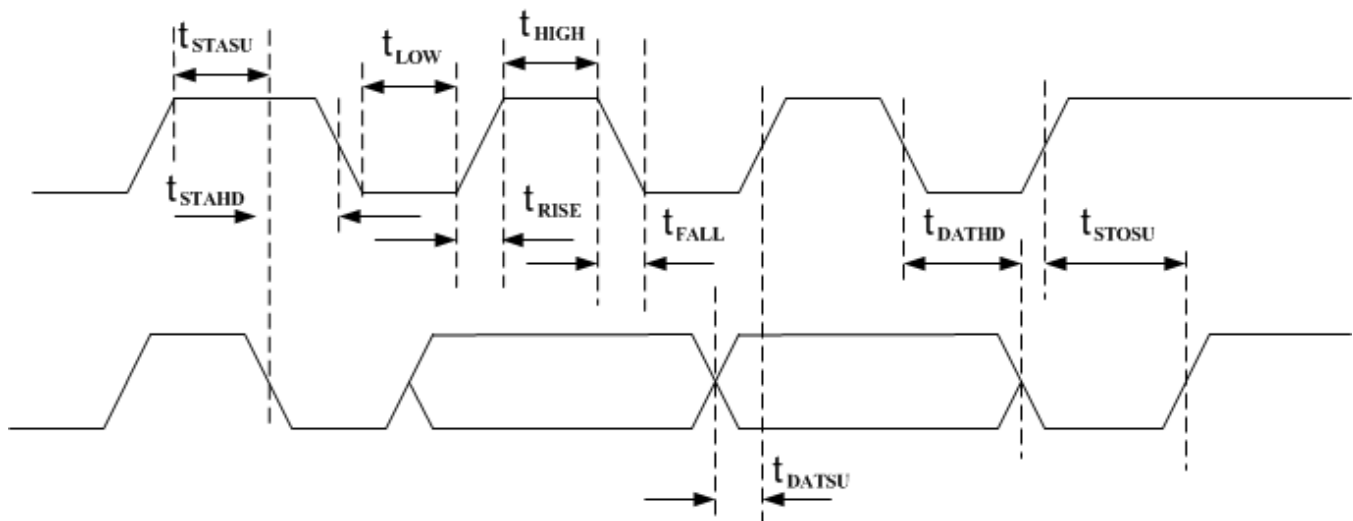 tSTASU
tLOW
tHIGH
tSTAHD
tRISE
tFALL
tDATHD
tSTOSU
tDATSU